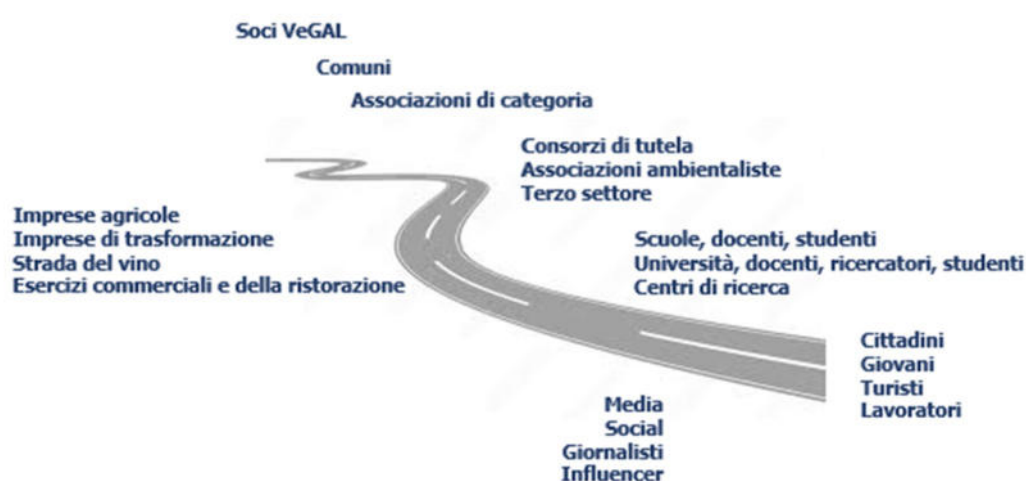 Soci VeGAL
Comuni
Associazioni di categoria
Consorzi di tutela
Associazioni ambientaliste
Terzo settore
Imprese agricole
Imprese di trasformazione
Strada del vino
Esercizi commerciali e della ristorazione
Scuole, docenti, studenti
Università, docenti, ricercatori, studenti
Centri di ricerca
Cittadini
Giovani
Turisti
Lavoratori
Media
Social
Giornalisti
Influencer